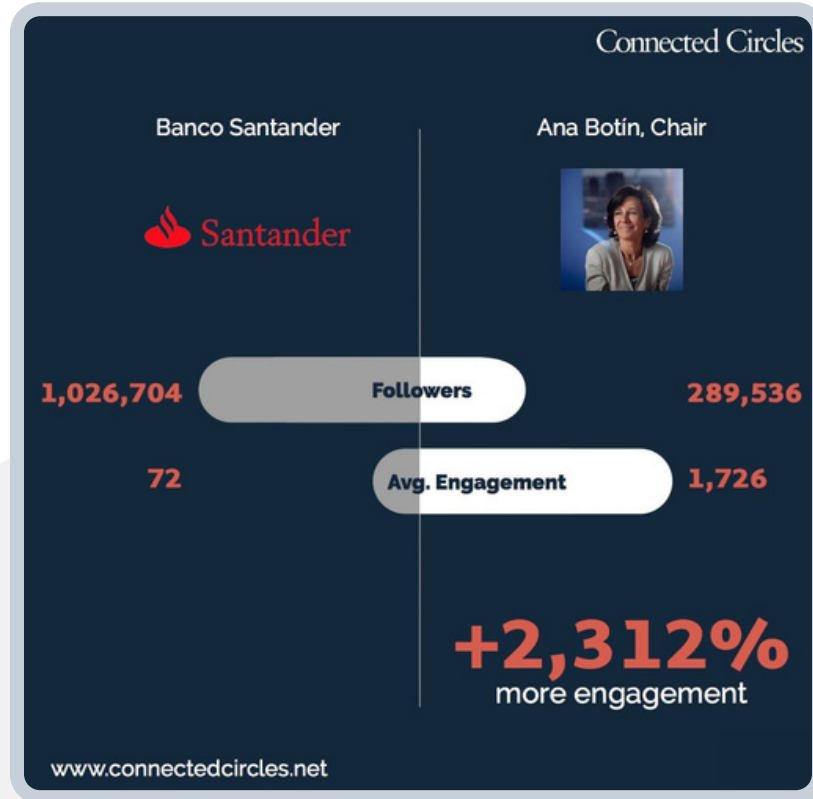 Connected Circles
Banco Santander
Ana Botín, Chair
Santander
1,026,704
Followers
289,536
72
Avg. Engagement
1,726
+2,312%
more engagement
www.connectedcircles.net